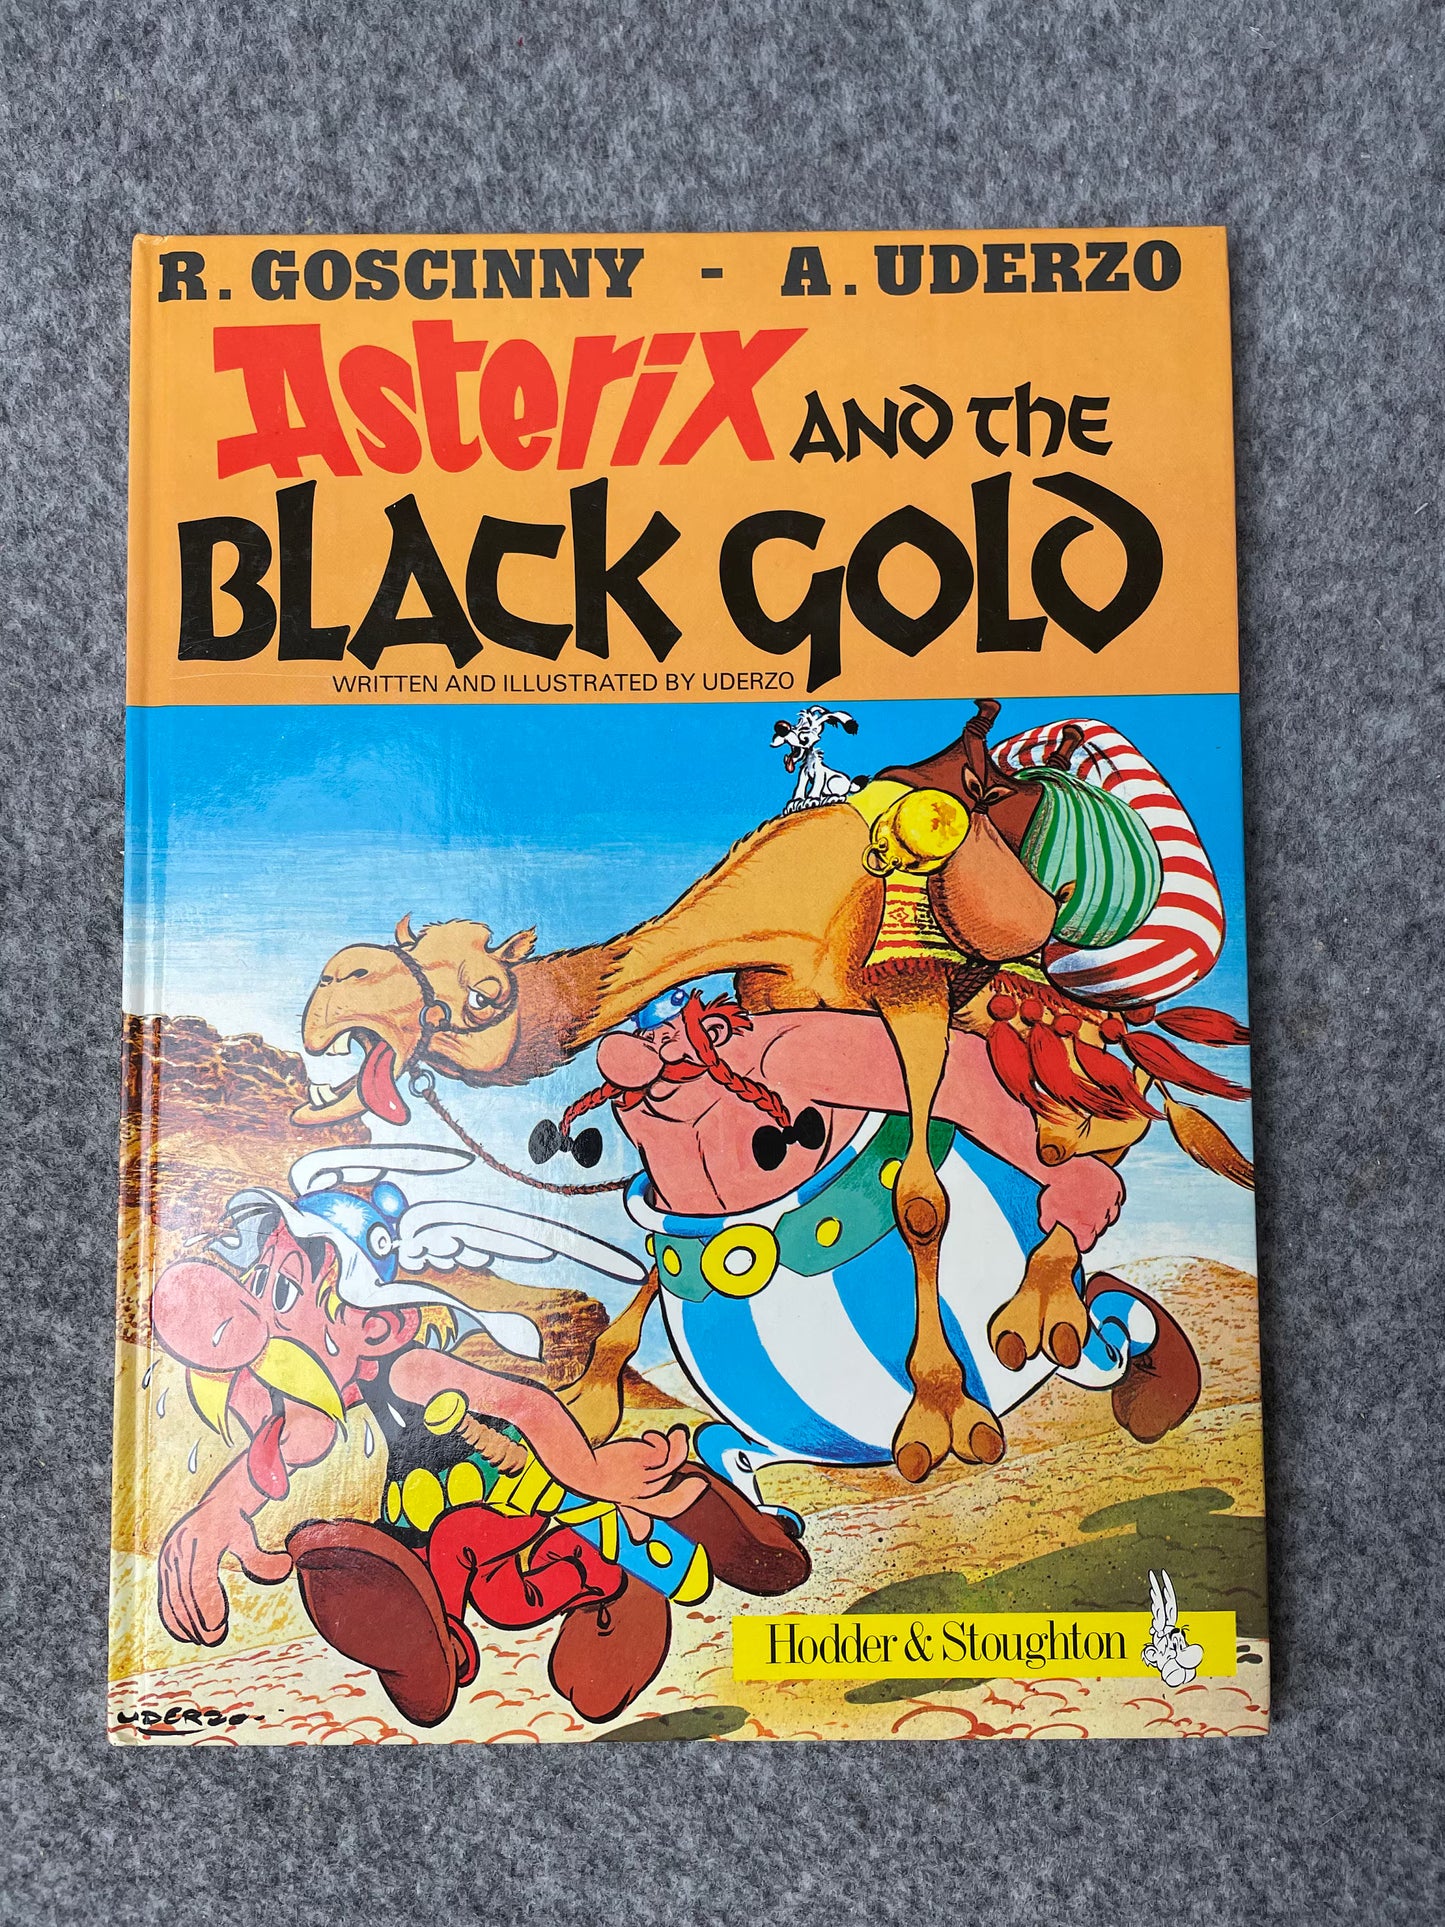 R. GOSCINNY - A. UDERZO
Asterix AND THE
BLACK GOLD
WRITTEN AND ILLUSTRATED BY UDERZO
Hodder & Stoughton
UDERZO.